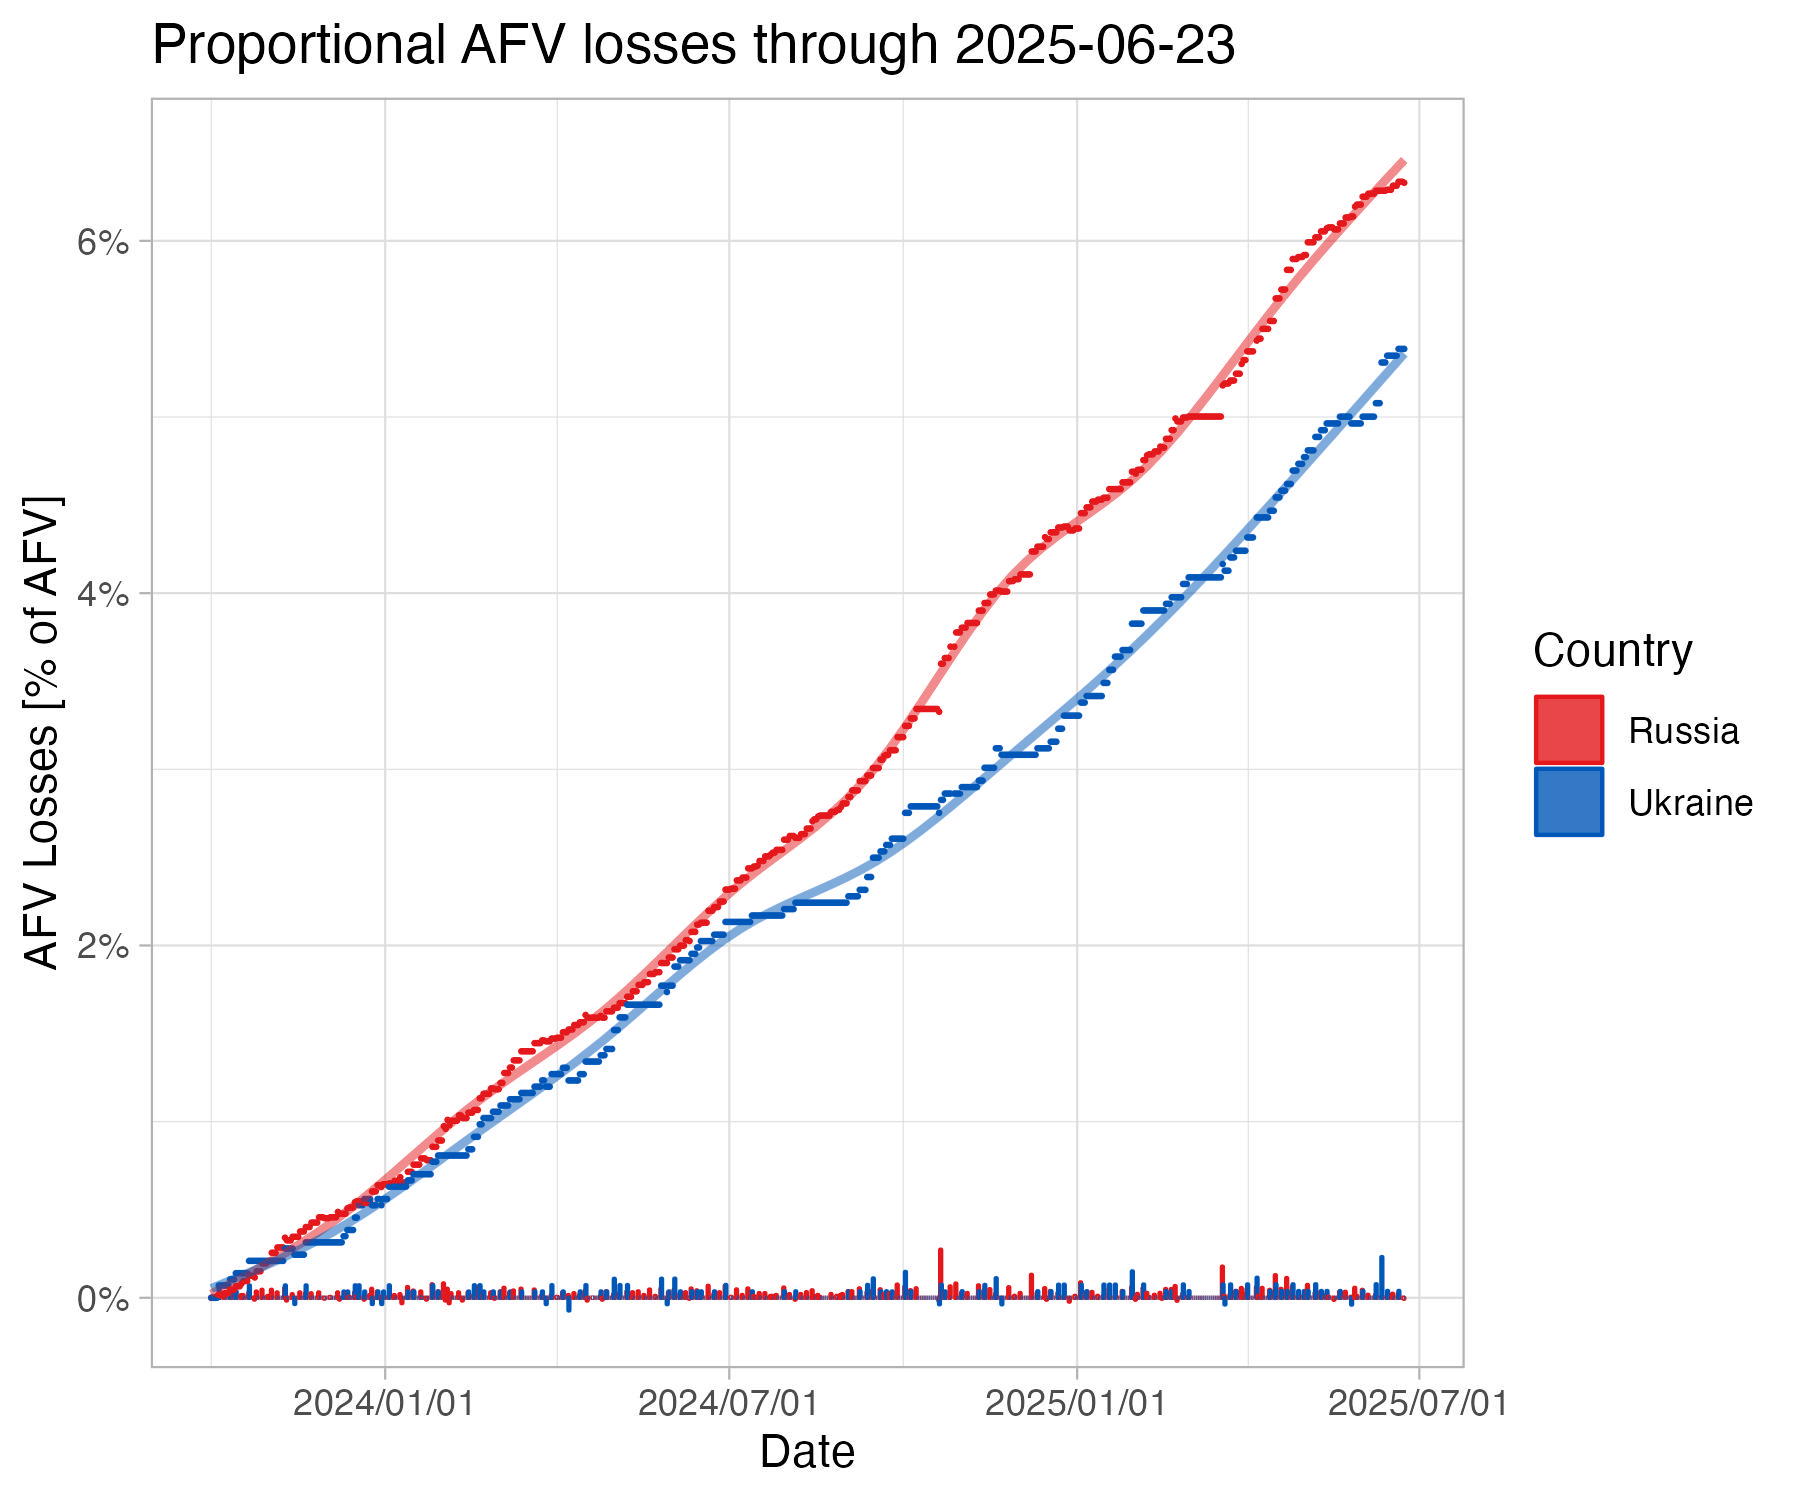 Proportional AFV losses through 2025-06-23
AFV Losses [% of AFV]
6%
4%
2%
0%
2024/01/01
2024/07/01
2025/01/01
2025/07/01
Date
Country
Russia
Ukraine